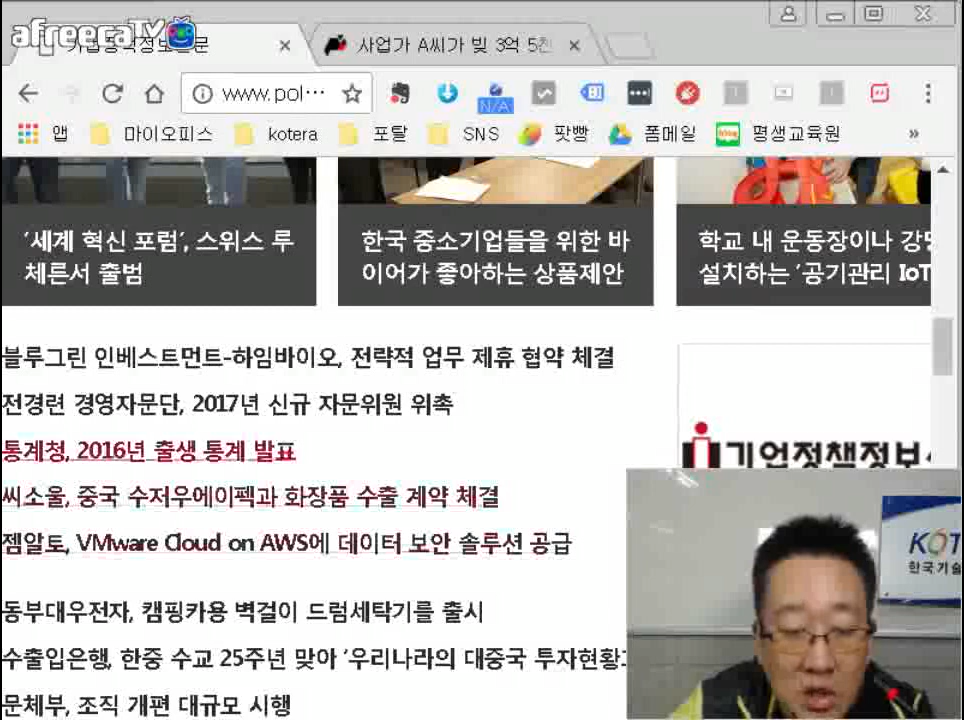 afreecaTV
기업정책정보신문
사업가 A씨가 빚 3억 5천
www.pol…
N/A
앱 마이오피스 kotera 포탈 SNS 팟빵 폼메일 blog 평생교육원 »
‘세계 혁신 포럼’, 스위스 루
체른서 출범
한국 중소기업들을 위한 바
이어가 좋아하는 상품제안
학교 내 운동장이나 강당
설치하는 ‘공기관리 IoT
블루그린 인베스트먼트-하임바이오, 전략적 업무 제휴 협약 체결
전경련 경영자문단, 2017년 신규 자문위원 위촉
통계청, 2016년 출생 통계 발표
씨소울, 중국 수저우에이펙과 화장품 수출 계약 체결
젬알토, VMware Cloud on AWS에 데이터 보안 솔루션 공급
기업정책정보신
동부대우전자, 캠핑카용 벽걸이 드럼세탁기를 출시
수출입은행, 한중 수교 25주년 맞아 ‘우리나라의 대중국 투자현황
문체부, 조직 개편 대규모 시행
KOT
한국기술